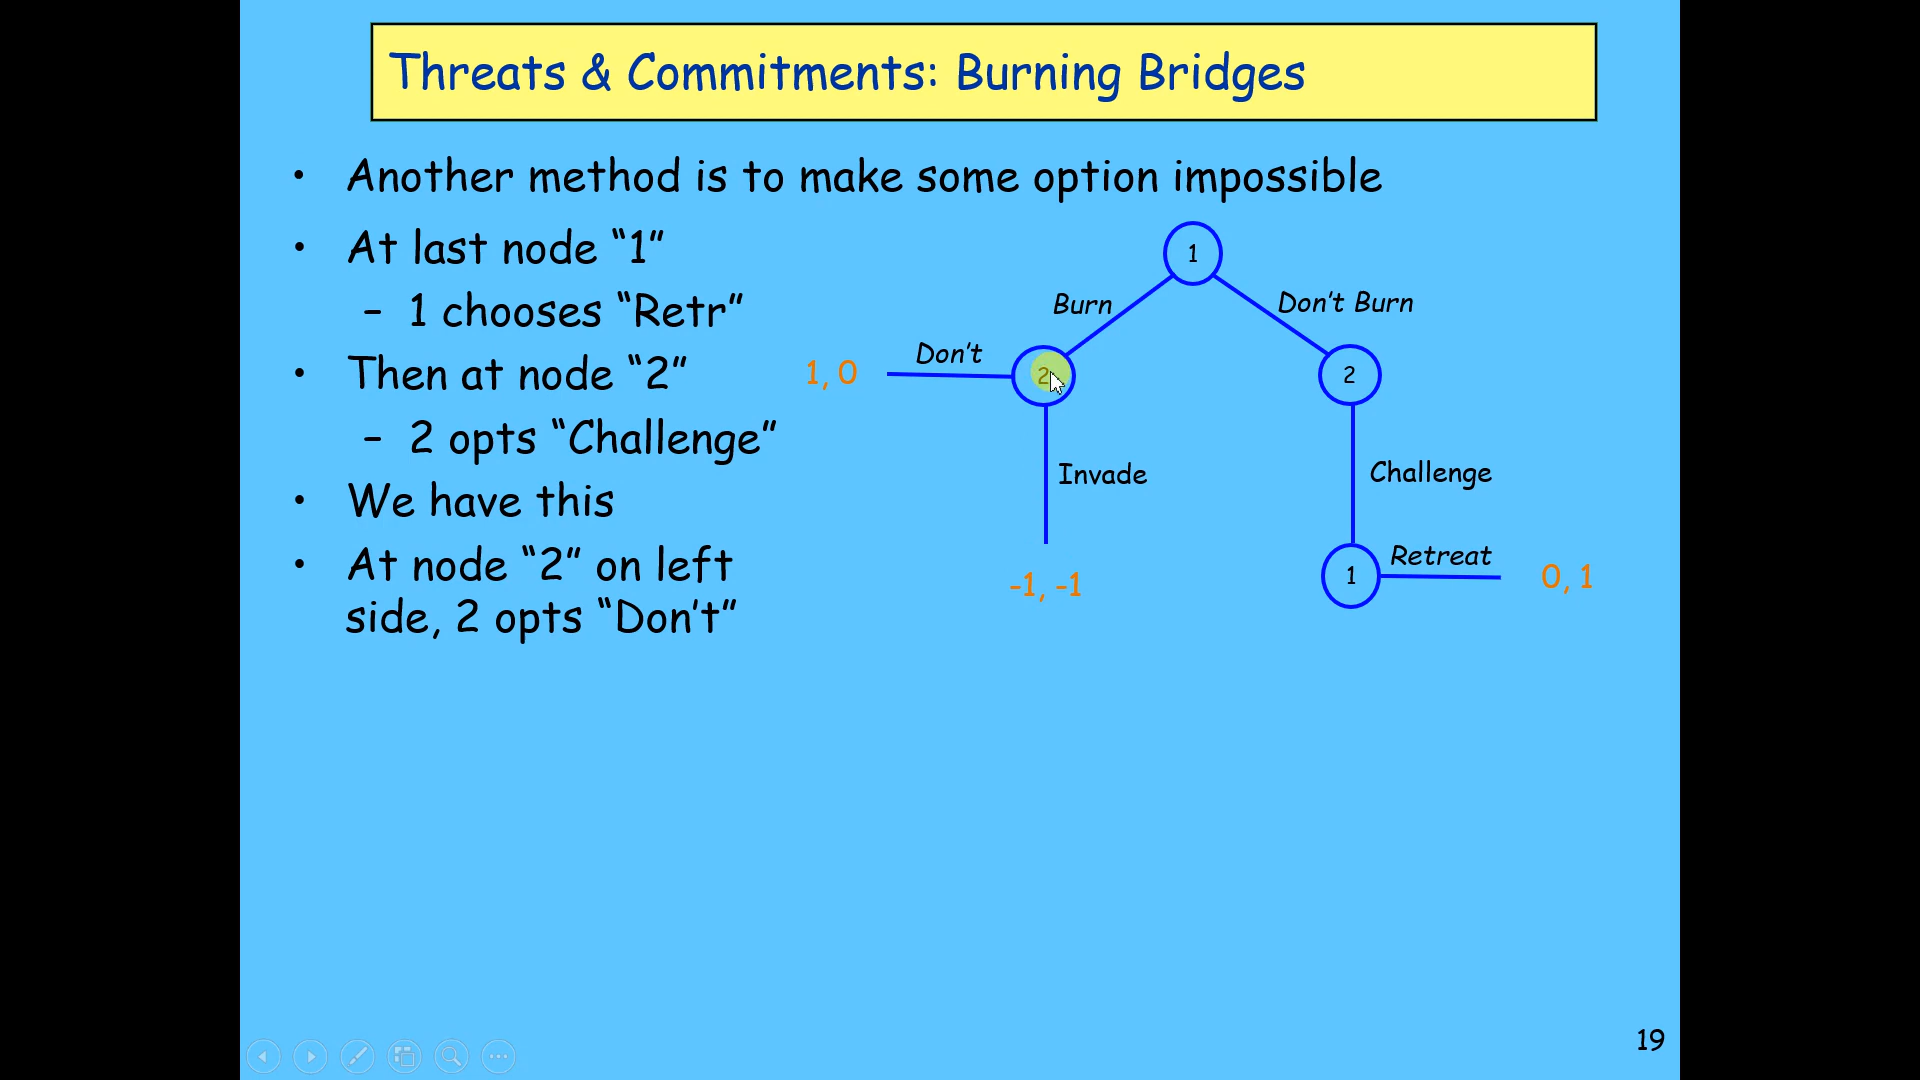 Threats & Commitments: Burning Bridges
• Another method is to make some option impossible
• At last node “1”
– 1 chooses “Retr”
• Then at node “2”
– 2 opts “Challenge”
• We have this
• At node “2” on left
side, 2 opts “Don’t”
1
Burn
Don’t Burn
1, 0
Don’t
2
2
Invade
Challenge
-1, -1
1
Retreat
0, 1
19